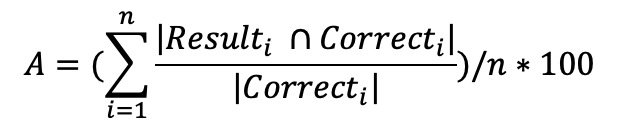 A = (∑_{i=1}^{n} |Result_i ∩ Correct_i| / |Correct_i|)/n * 100